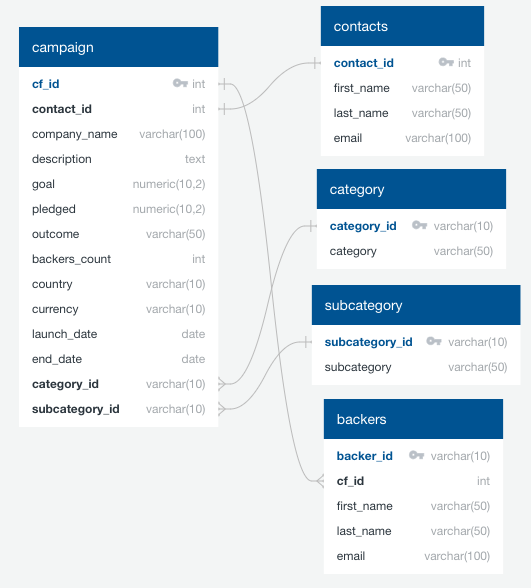 campaign
cf_id int
contact_id int
company_name varchar(100)
description text
goal numeric(10,2)
pledged numeric(10,2)
outcome varchar(50)
backers_count int
country varchar(10)
currency varchar(10)
launch_date date
end_date date
category_id varchar(10)
subcategory_id varchar(10)
contacts
contact_id int
first_name varchar(50)
last_name varchar(50)
email varchar(100)
category
category_id varchar(10)
category varchar(50)
subcategory
subcategory_id varchar(10)
subcategory varchar(50)
backers
backer_id varchar(10)
cf_id int
first_name varchar(50)
last_name varchar(50)
email varchar(100)